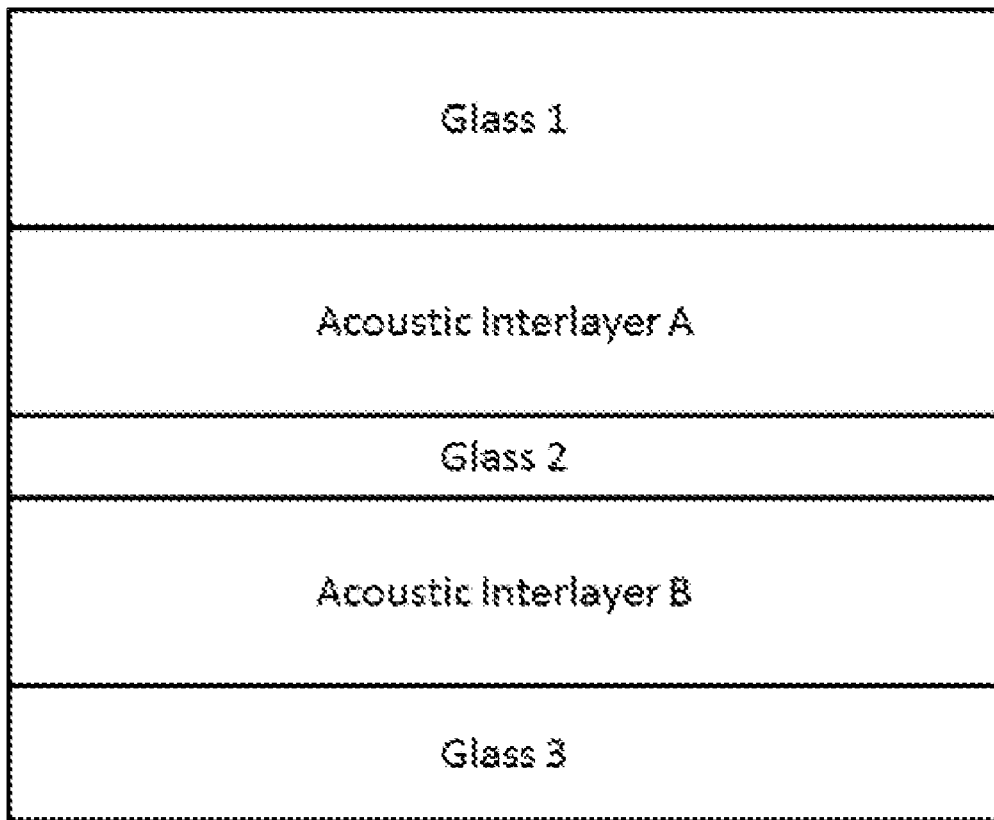 Glass 1
Acoustic Interlayer A
Glass 2
Acoustic Interlayer B
Glass 3